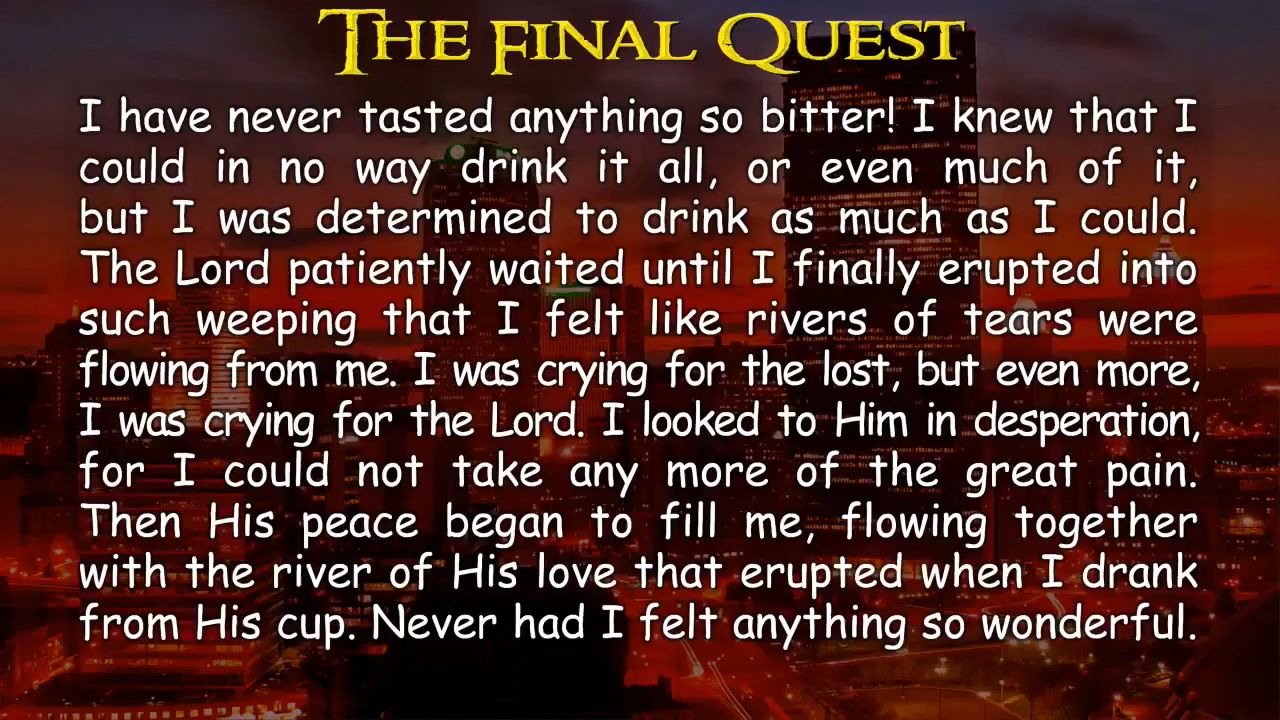 The Final Quest
I have never tasted anything so bitter! I knew that I
could in no way drink it all, or even much of it,
but I was determined to drink as much as I could.
The Lord patiently waited until I finally erupted into
such weeping that I felt like rivers of tears were
flowing from me. I was crying for the lost, but even more,
I was crying for the Lord. I looked to Him in desperation,
for I could not take any more of the great pain.
Then His peace began to fill me, flowing together
with the river of His love that erupted when I drank
from His cup. Never had I felt anything so wonderful.